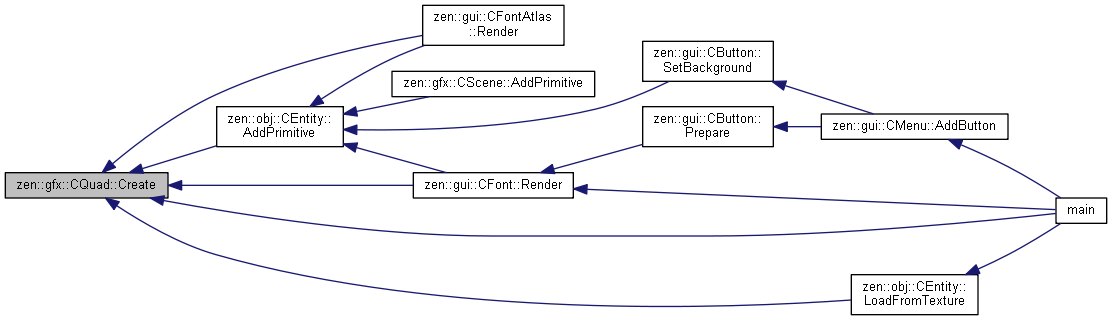 zen::gui::CFontAtlas
::Render
zen::gui::CButton::
SetBackground
zen::gfx::CScene::AddPrimitive
zen::obj::CEntity::
AddPrimitive
zen::gui::CButton::
Prepare
zen::gui::CMenu::AddButton
zen::gfx::CQuad::Create
zen::gui::CFont::Render
main
zen::obj::CEntity::
LoadFromTexture